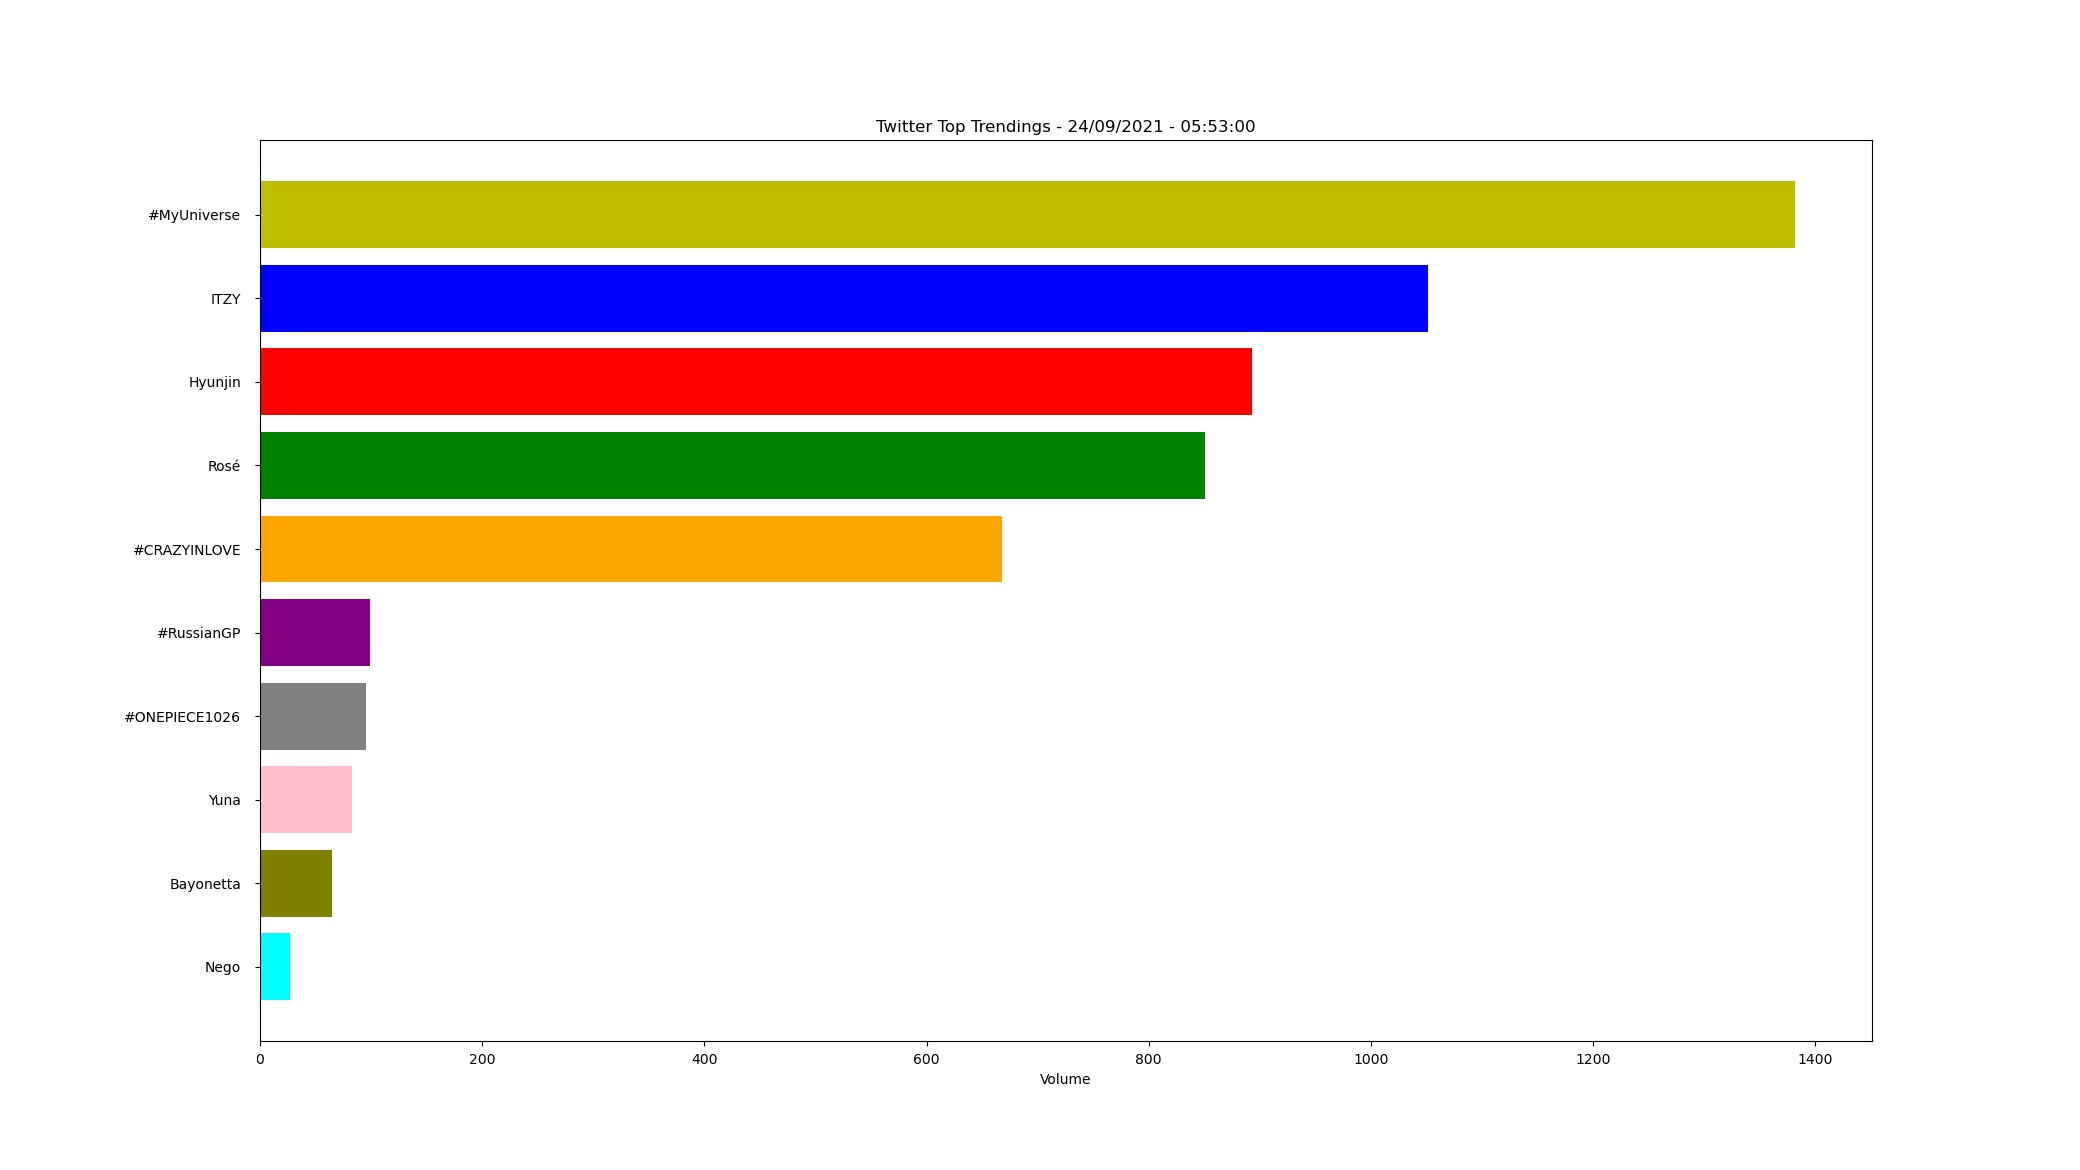 Twitter Top Trendings - 24/09/2021 - 05:53:00
#MyUniverse
ITZY
Hyunjin
Rosé
#CRAZYINLOVE
#RussianGP
#ONEPIECE1026
Yuna
Bayonetta
Nego
0 200 400 600 800 1000 1200 1400
Volume